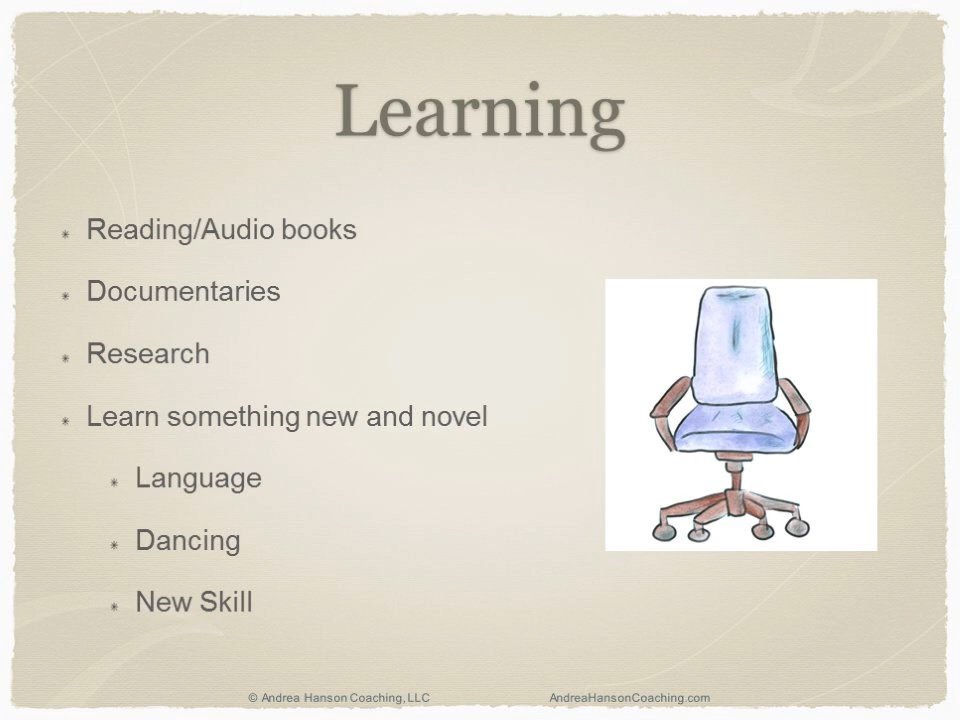 Learning
Reading/Audio books
Documentaries
Research
Learn something new and novel
Language
Dancing
New Skill
© Andrea Hanson Coaching, LLC AndreaHansonCoaching.com